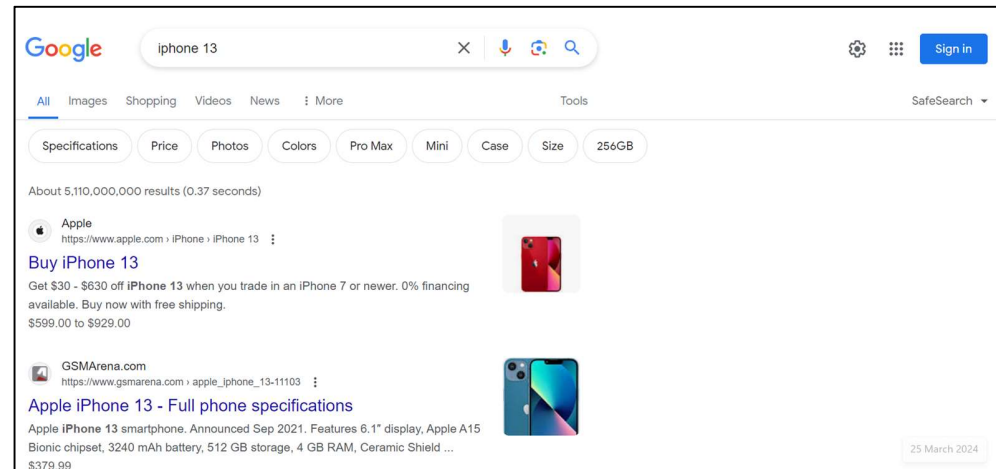 Google
iphone 13
Sign in
All Images Shopping Videos News More Tools SafeSearch
Specifications Price Photos Colors Pro Max Mini Case Size 256GB
About 5,110,000,000 results (0.37 seconds)
Apple
https://www.apple.com › iPhone › iPhone 13
Buy iPhone 13
Get $30 - $630 off iPhone 13 when you trade in an iPhone 7 or newer. 0% financing
available. Buy now with free shipping.
$599.00 to $929.00
GSMArena.com
https://www.gsmarena.com › apple_iphone_13-11103
Apple iPhone 13 - Full phone specifications
Apple iPhone 13 smartphone. Announced Sep 2021. Features 6.1″ display, Apple A15
Bionic chipset, 3240 mAh battery, 512 GB storage, 4 GB RAM, Ceramic Shield ...
$379.99
25 March 2024